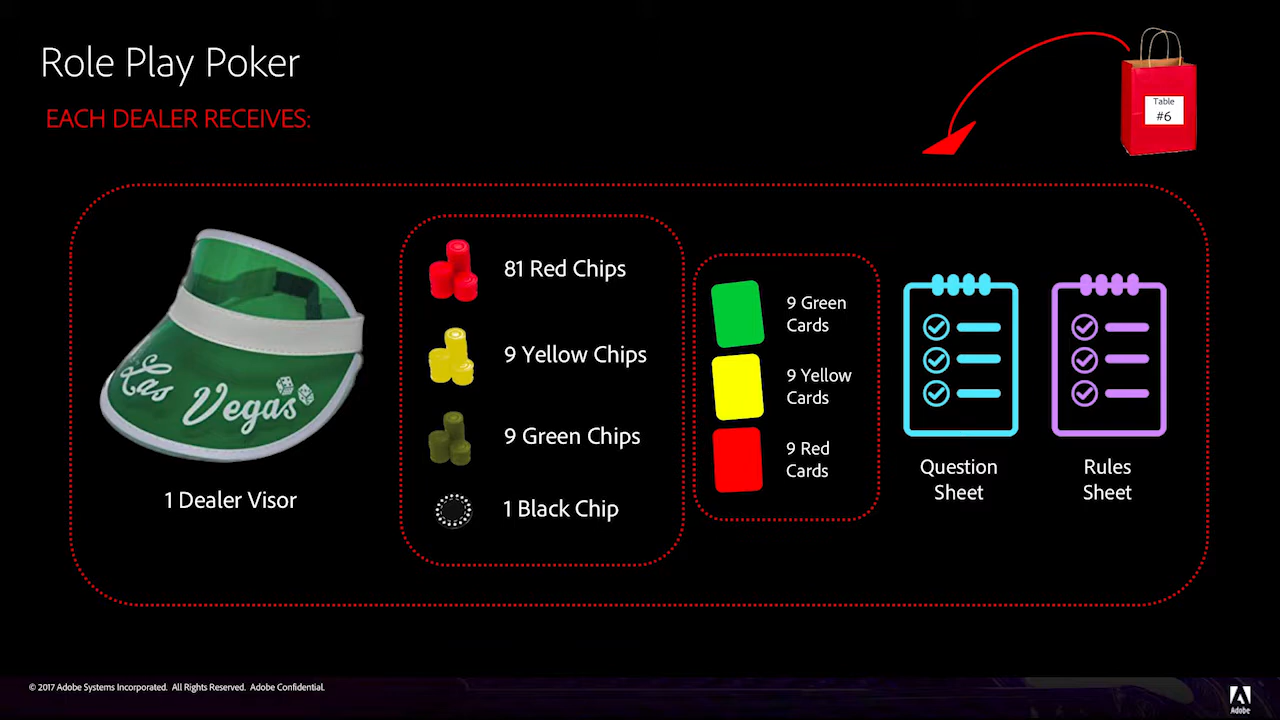 Role Play Poker
EACH DEALER RECEIVES:
Table
#6
Las
Vegas
1 Dealer Visor
81 Red Chips
9 Yellow Chips
9 Green Chips
1 Black Chip
9 Green
Cards
9 Yellow
Cards
9 Red
Cards
Question
Sheet
Rules
Sheet
© 2017 Adobe Systems Incorporated. All Rights Reserved. Adobe Confidential.
Adobe